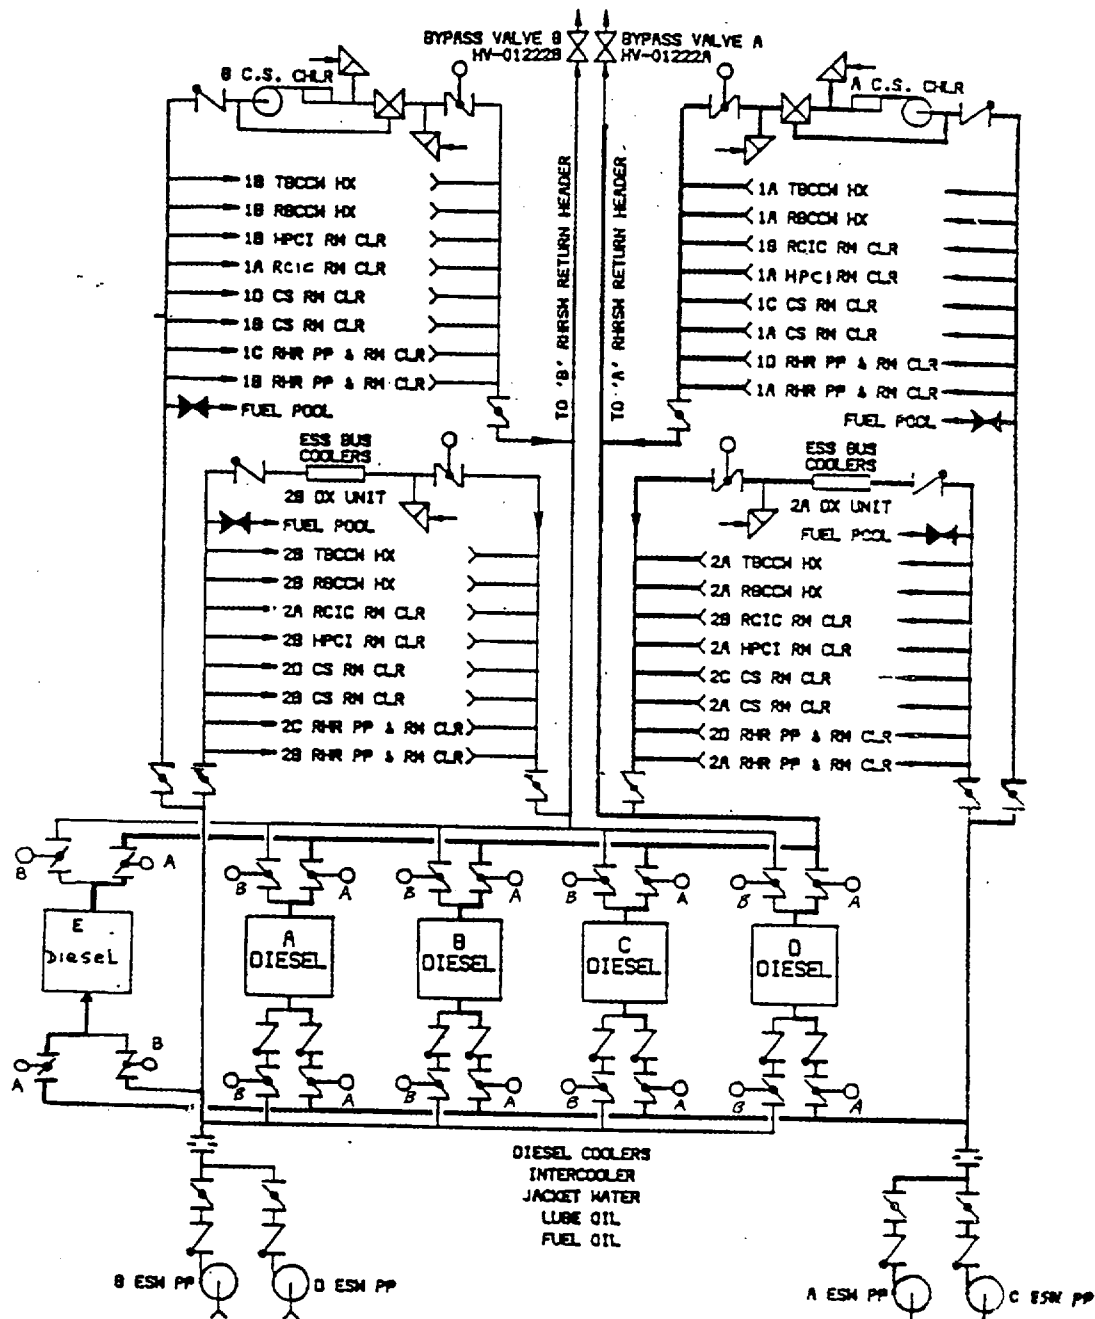 BYPASS VALVE B
HV-01222B
BYPASS VALVE A
HV-01222A
B C.S. CHLR
A C.S. CHLR
TO 'B' RHRSW RETURN HEADER
TO 'A' RHRSW RETURN HEADER
1B TBCCW HX
1B RBCCW HX
1B HPCI RM CLR
1A RCIC RM CLR
1D CS RM CLR
1B CS RM CLR
1C RHR PP & RM CLR
1B RHR PP & RM CLR
FUEL POOL
1A TBCCW HX
1A RBCCW HX
1B RCIC RM CLR
1A HPCI RM CLR
1C CS RM CLR
1A CS RM CLR
1D RHR PP & RM CLR
1A RHR PP & RM CLR
FUEL POOL
ESS BUS
COOLERS
2B DX UNIT
FUEL POOL
2B TBCCW HX
2B RBCCW HX
2A RCIC RM CLR
2B HPCI RM CLR
2D CS RM CLR
2B CS RM CLR
2C RHR PP & RM CLR
2B RHR PP & RM CLR
ESS BUS
COOLERS
2A DX UNIT
FUEL POOL
2A TBCCW HX
2A RBCCW HX
2B RCIC RM CLR
2A HPCI RM CLR
2C CS RM CLR
2A CS RM CLR
2D RHR PP & RM CLR
2A RHR PP & RM CLR
B A
B A B A B A B A
E
DIESEL
A
DIESEL
B
DIESEL
C
DIESEL
D
DIESEL
A B
B A B A B A B A
DIESEL COOLERS
INTERCOOLER
JACKET WATER
LUBE OIL
FUEL OIL
B ESW PP
D ESW PP
A ESW PP
C ESW PP